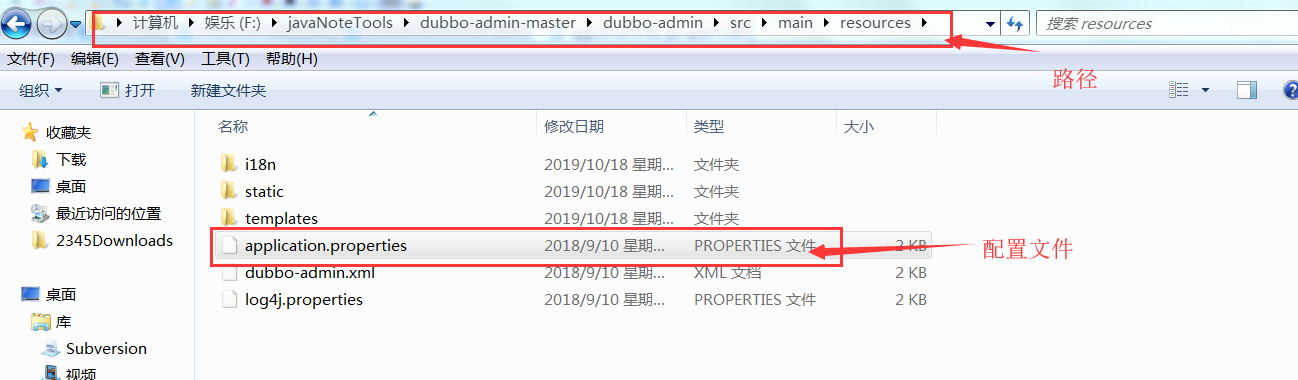 计算机 娱乐 (F:) javaNoteTools dubbo-admin-master dubbo-admin src main resources
搜索 resources
文件(F) 编辑(E) 查看(V) 工具(T) 帮助(H)
路径
组织 打开 新建文件夹
名称 修改日期 类型 大小
收藏夹
下载
桌面
最近访问的位置
2345Downloads
桌面
库
Subversion
视频
i18n 2019/10/18 星期... 文件夹
static 2019/10/18 星期... 文件夹
templates 2019/10/18 星期... 文件夹
application.properties 2018/9/10 星期... PROPERTIES 文件 2 KB
配置文件
dubbo-admin.xml 2018/9/10 星期... XML 文档 2 KB
log4j.properties 2018/9/10 星期... PROPERTIES 文件 2 KB